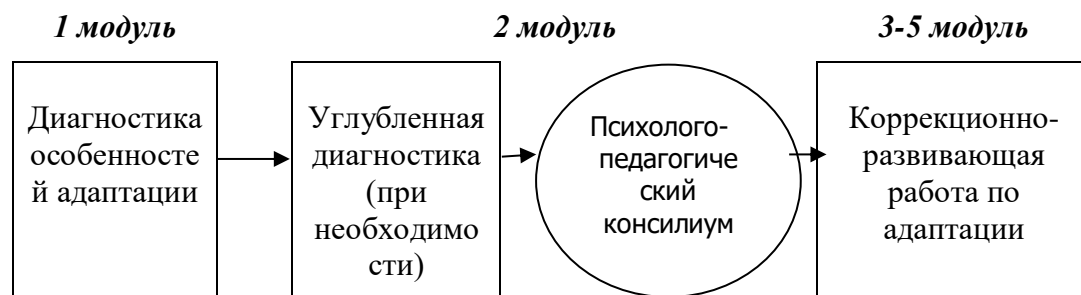 1 модуль
2 модуль
3-5 модуль
Диагностика
особенносте
й адаптации
Углубленная
диагностика
(при
необходимо
сти)
Психолого-
педагогиче
ский
консилиум
Коррекционно-
развивающая
работа по
адаптации